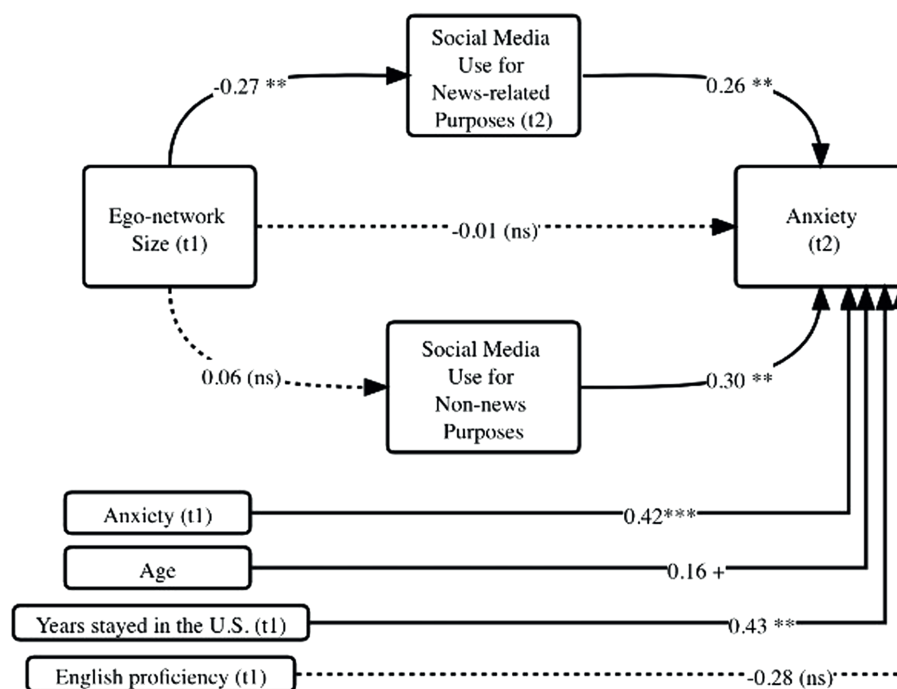 Social Media
Use for
News-related
Purposes (t2)
-0.27 **
0.26 **
Ego-network
Size (t1)
-0.01 (ns)
Anxiety
(t2)
Social Media
Use for
Non-news
Purposes
0.06 (ns)
0.30 **
Anxiety (t1)
0.42***
Age
0.16 +
Years stayed in the U.S. (t1)
0.43 **
English proficiency (t1)
-0.28 (ns)